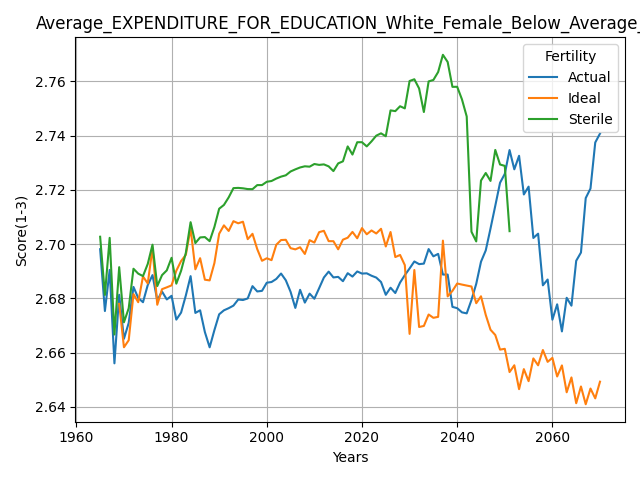 Average_EXPENDITURE_FOR_EDUCATION_White_Female_Below_Average_
Fertility
Actual
Ideal
Sterile
Score(1-3)
2.76
2.74
2.72
2.70
2.68
2.66
2.64
1960
1980
2000
2020
2040
2060
Years